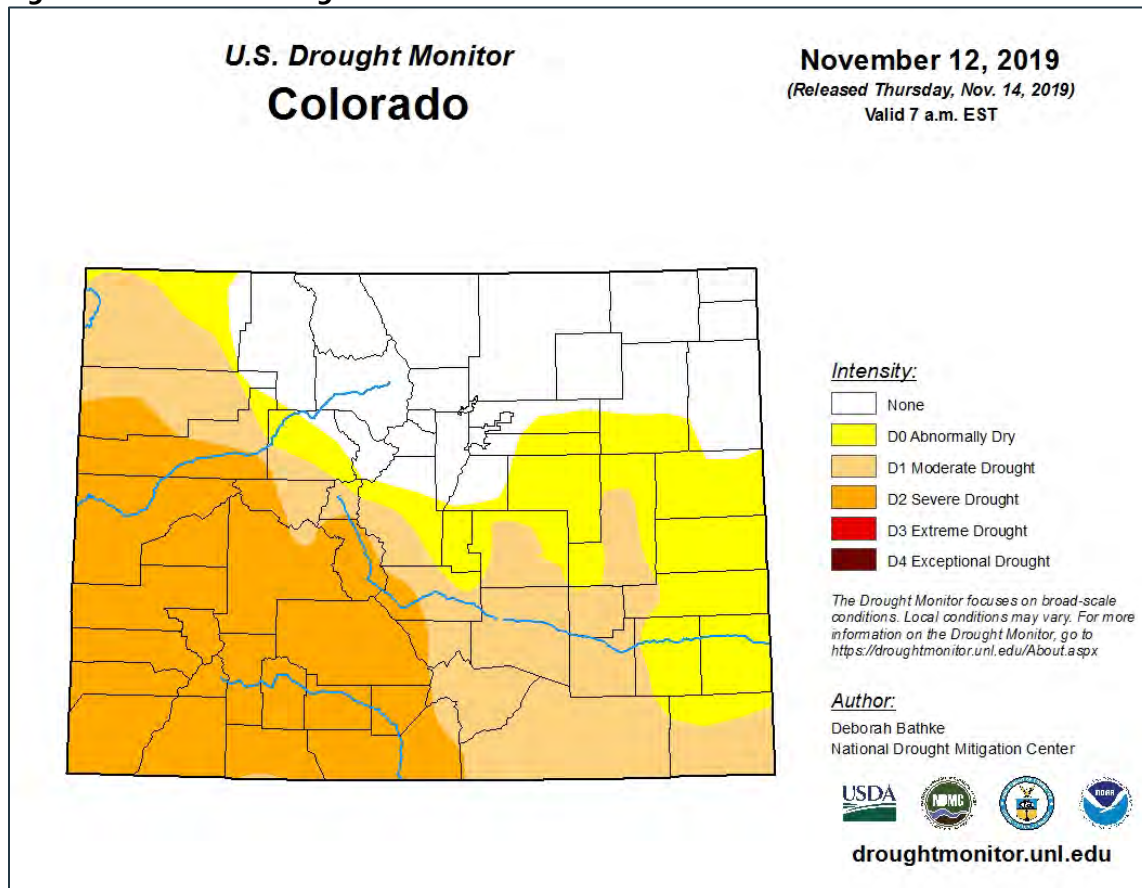 U.S. Drought Monitor
Colorado
November 12, 2019
(Released Thursday, Nov. 14, 2019)
Valid 7 a.m. EST
Intensity:
None
D0 Abnormally Dry
D1 Moderate Drought
D2 Severe Drought
D3 Extreme Drought
D4 Exceptional Drought
The Drought Monitor focuses on broad-scale
conditions. Local conditions may vary. For more
information on the Drought Monitor, go to
https://droughtmonitor.unl.edu/About.aspx
Author:
Deborah Bathke
National Drought Mitigation Center
USDA
NDMC
NOAA
droughtmonitor.unl.edu